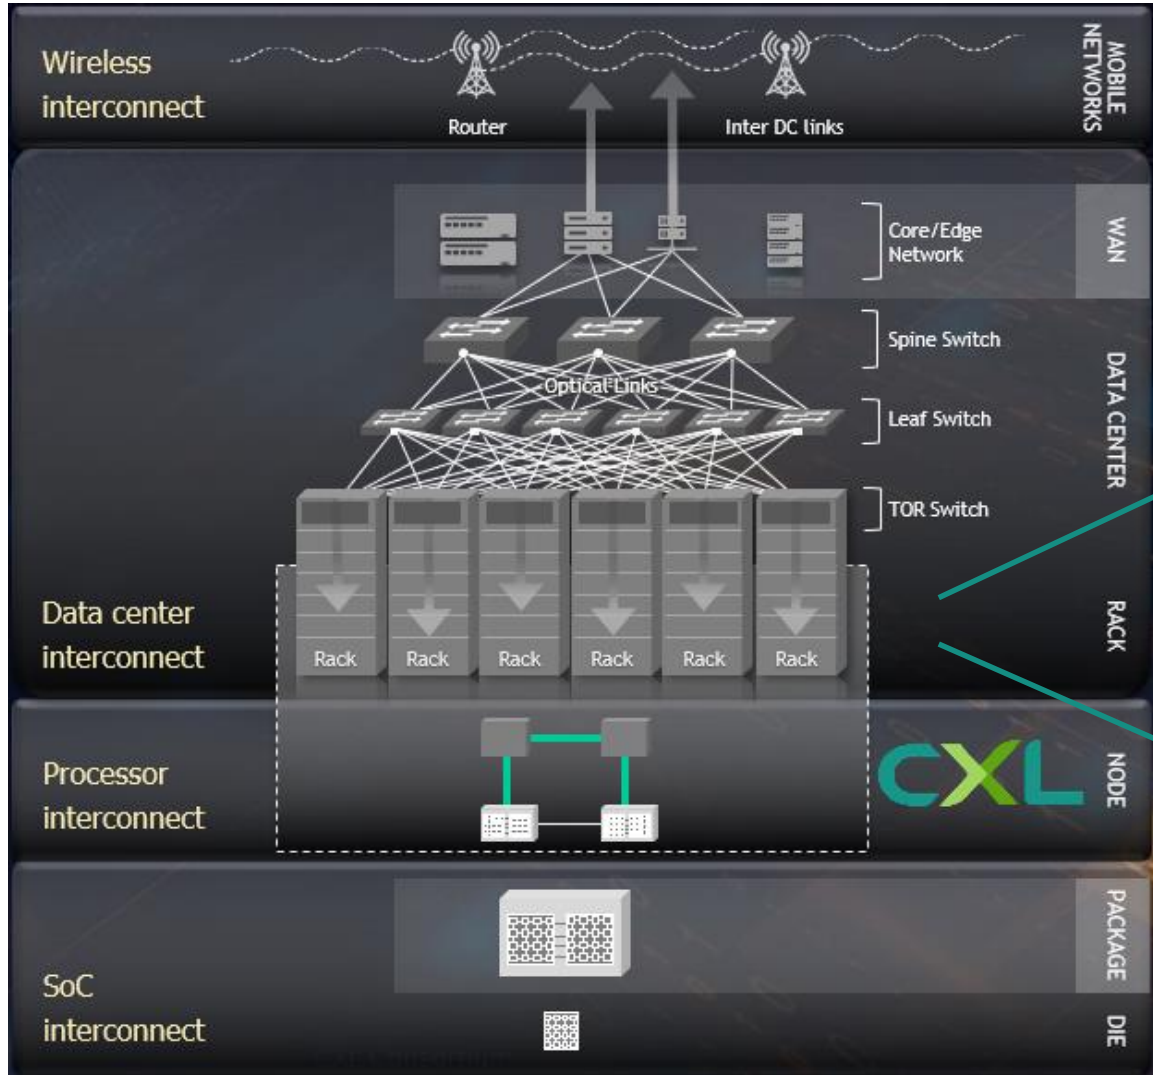 Wireless
interconnect
Router
Inter DC links
MOBILE
NETWORKS
Core/Edge
Network
WAN
Spine Switch
Optical Links
Leaf Switch
DATA CENTER
TOR Switch
Data center
interconnect
Rack
Rack
Rack
Rack
Rack
Rack
RACK
Processor
interconnect
CXL
NODE
PACKAGE
SoC
interconnect
DIE